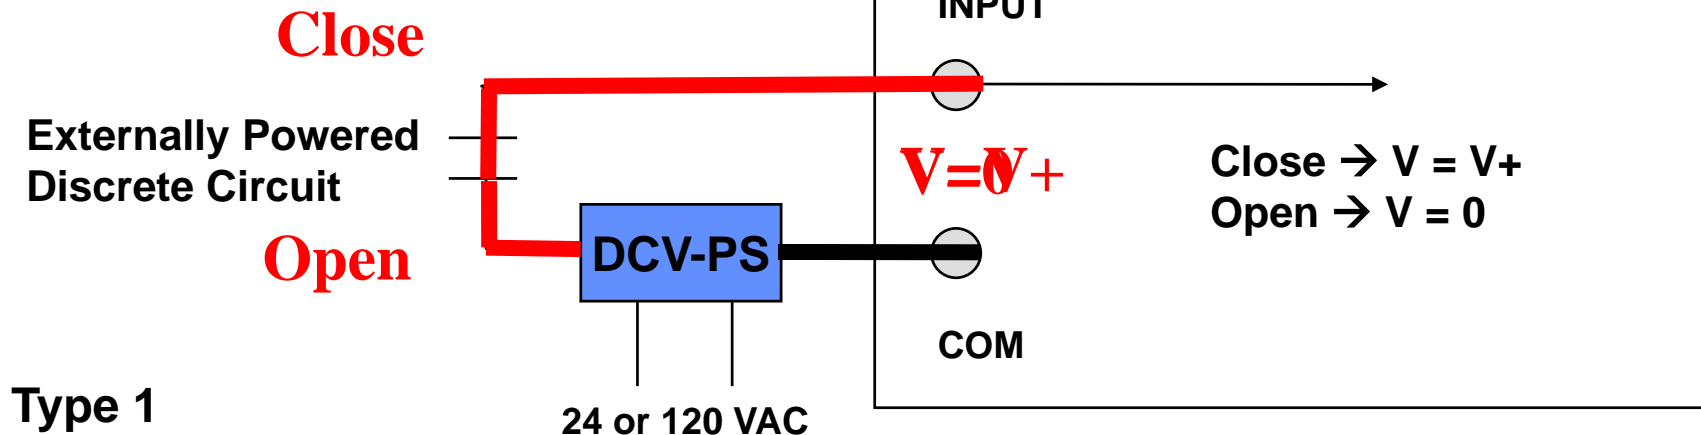 INPUT
Close
Externally Powered
Discrete Circuit
V=0
V+
Close → V = V+
Open → V = 0
Open
DCV-PS
COM
Type 1
24 or 120 VAC